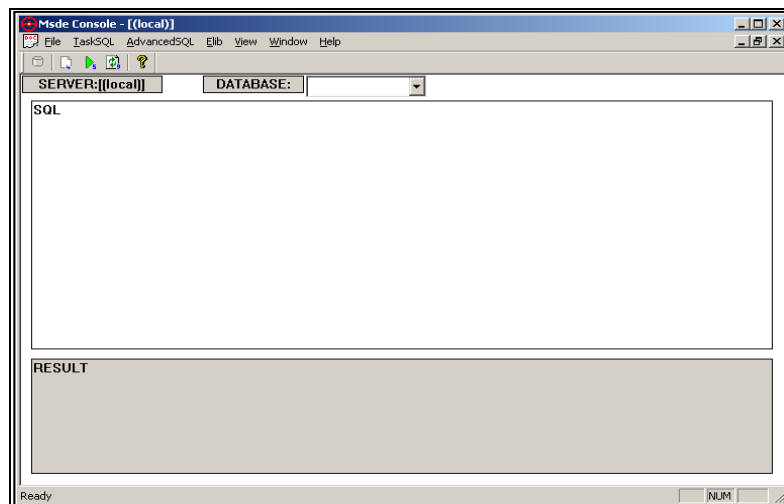 Msde Console - [(local)]
File TaskSQL AdvancedSQL Elib View Window Help
SERVER:[(local)] DATABASE:
SQL
RESULT
Ready NUM